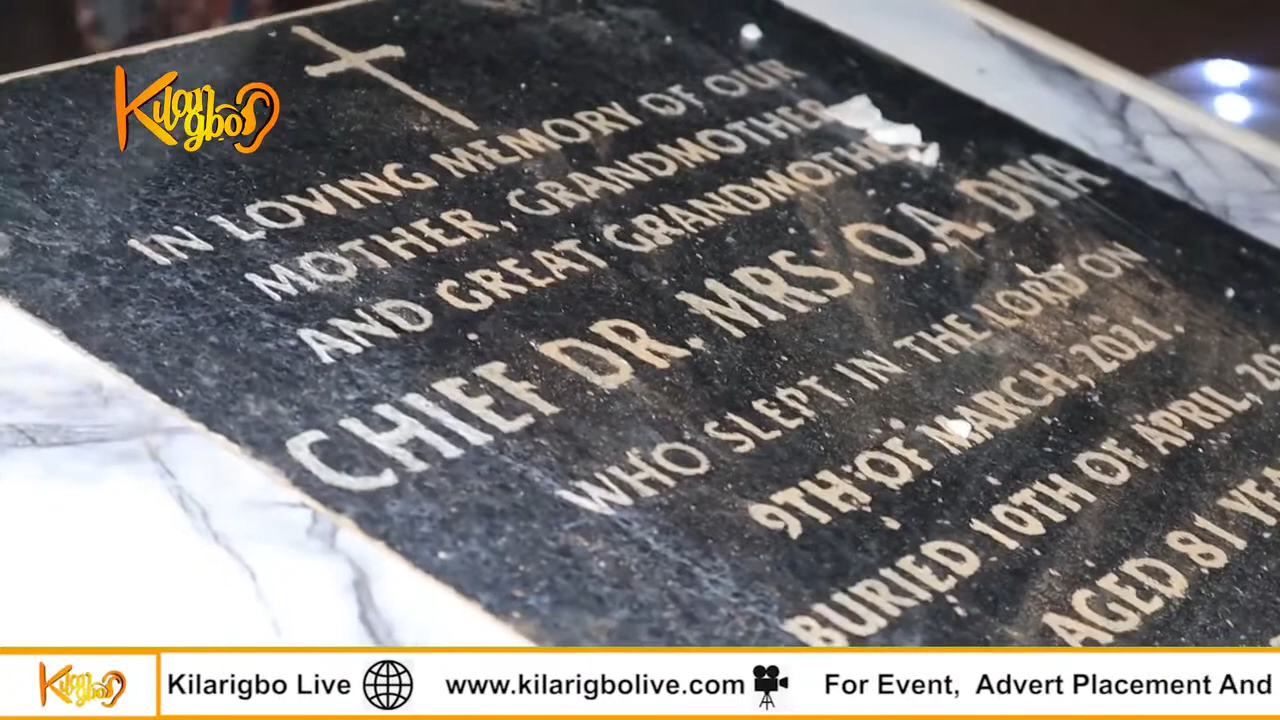 Kilarigbo
IN LOVING MEMORY OF OUR
MOTHER, GRANDMOTHER
AND GREAT GRANDMOTHER
CHIEF DR. MRS. O.A. DIYA
WHO SLEPT IN THE LORD ON
9TH OF MARCH, 2021.
BURIED 10TH OF APRIL,
AGED 81
Kilarigbo
Kilarigbo Live
www.kilarigbolive.com
For Event, Advert Placement And